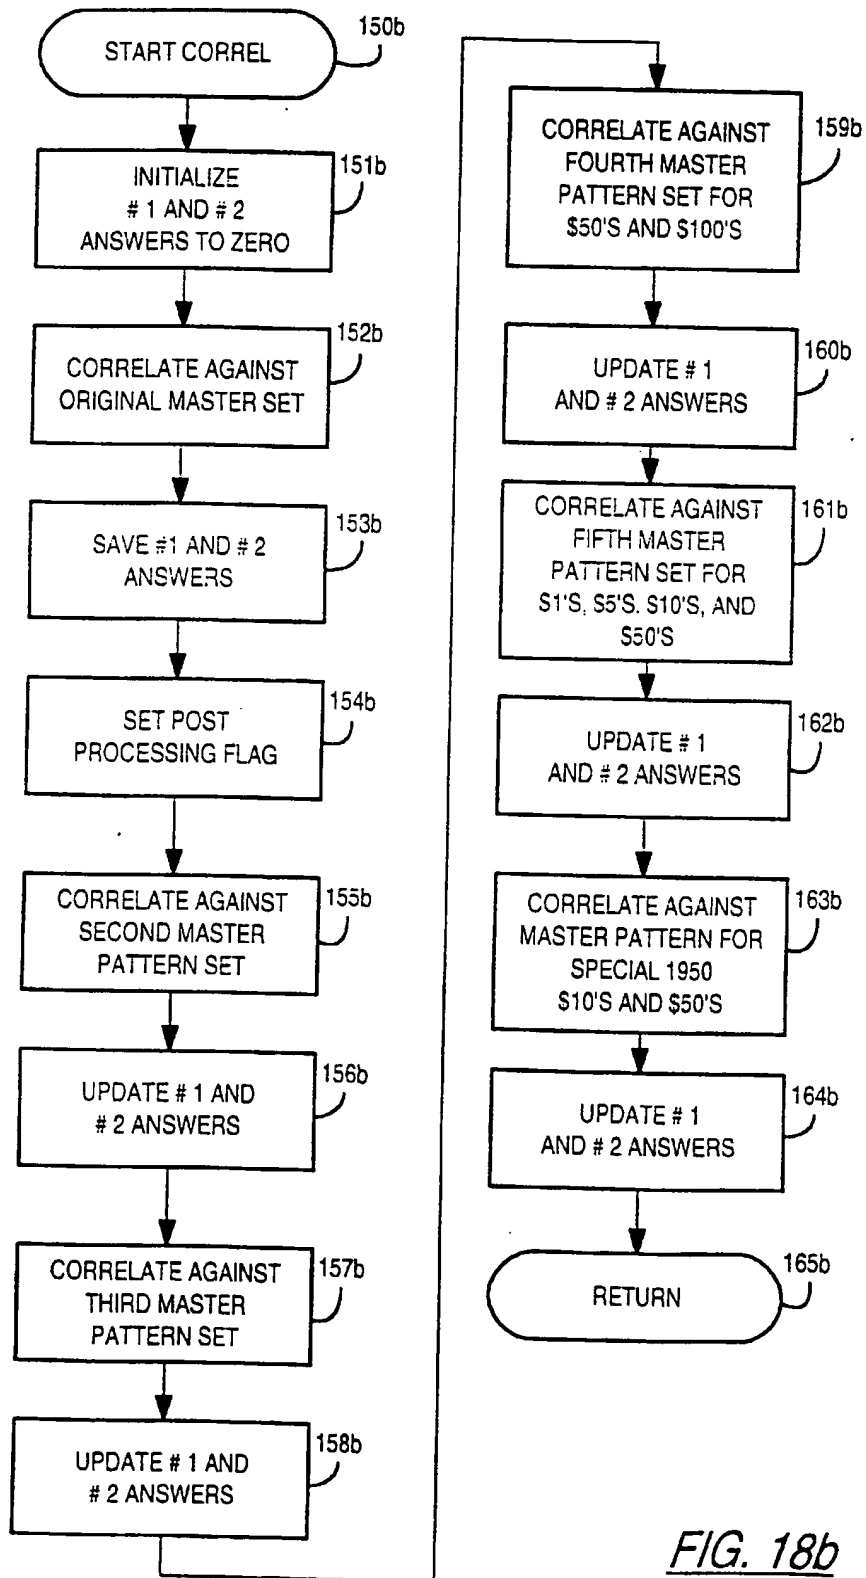 START CORREL
150b
INITIALIZE
# 1 AND # 2
ANSWERS TO ZERO
151b
CORRELATE AGAINST
ORIGINAL MASTER SET
152b
SAVE #1 AND # 2
ANSWERS
153b
SET POST
PROCESSING FLAG
154b
CORRELATE AGAINST
SECOND MASTER
PATTERN SET
155b
UPDATE # 1 AND
# 2 ANSWERS
156b
CORRELATE AGAINST
THIRD MASTER
PATTERN SET
157b
UPDATE # 1 AND
# 2 ANSWERS
158b
CORRELATE AGAINST
FOURTH MASTER
PATTERN SET FOR
$50'S AND $100'S
159b
UPDATE # 1
AND # 2 ANSWERS
160b
CORRELATE AGAINST
FIFTH MASTER
PATTERN SET FOR
$1'S, $5'S. $10'S, AND
$50'S
161b
UPDATE # 1
AND # 2 ANSWERS
162b
CORRELATE AGAINST
MASTER PATTERN FOR
SPECIAL 1950
$10'S AND $50'S
163b
UPDATE # 1
AND # 2 ANSWERS
164b
RETURN
165b
FIG. 18b